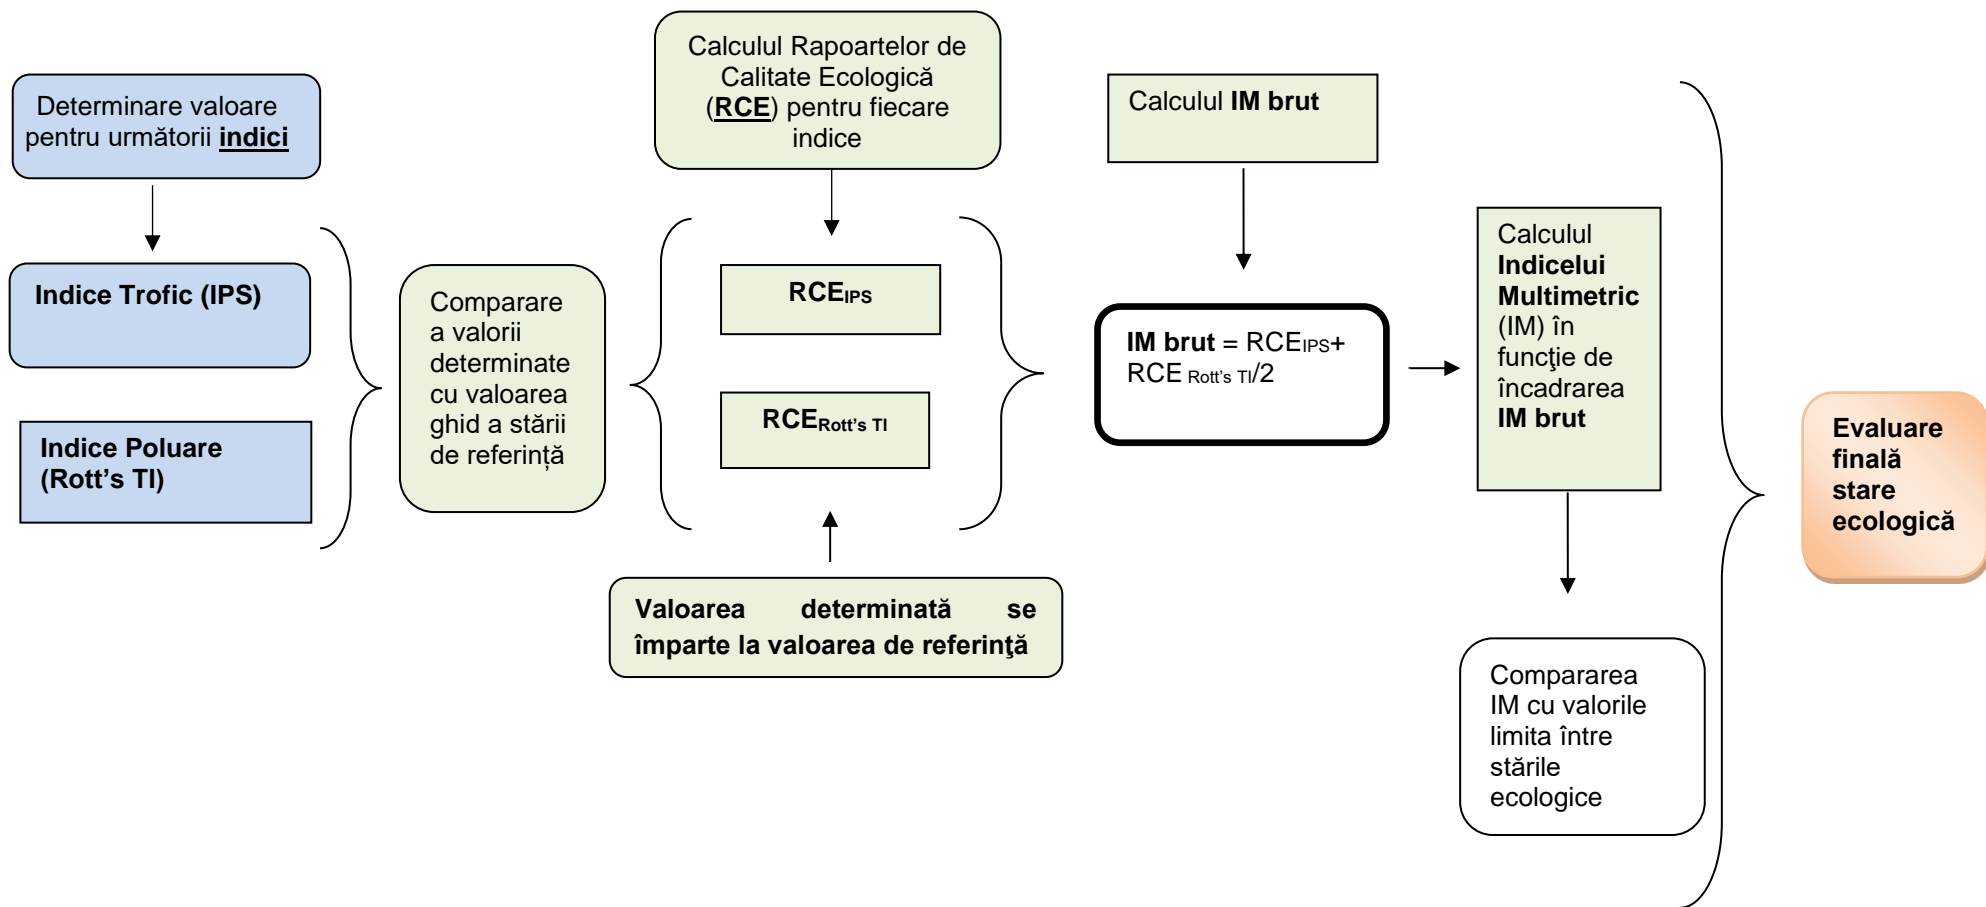 Determinare valoare
pentru următorii indici
Indice Trofic (IPS)
Indice Poluare
(Rott’s TI)
Comparare
a valorii
determinate
cu valoarea
ghid a stării
de referință
Calculul Rapoartelor de
Calitate Ecologică
(RCE) pentru fiecare
indice
RCEIPS
RCERott’s TI
Valoarea determinată se
împarte la valoarea de referinţă
Calculul IM brut
IM brut = RCEIPS+
RCE Rott’s TI/2
Calculul
Indicelui
Multimetric
(IM) în
funcţie de
încadrarea
IM brut
Compararea
IM cu valorile
limita între
stările
ecologice
Evaluare
finală
stare
ecologică